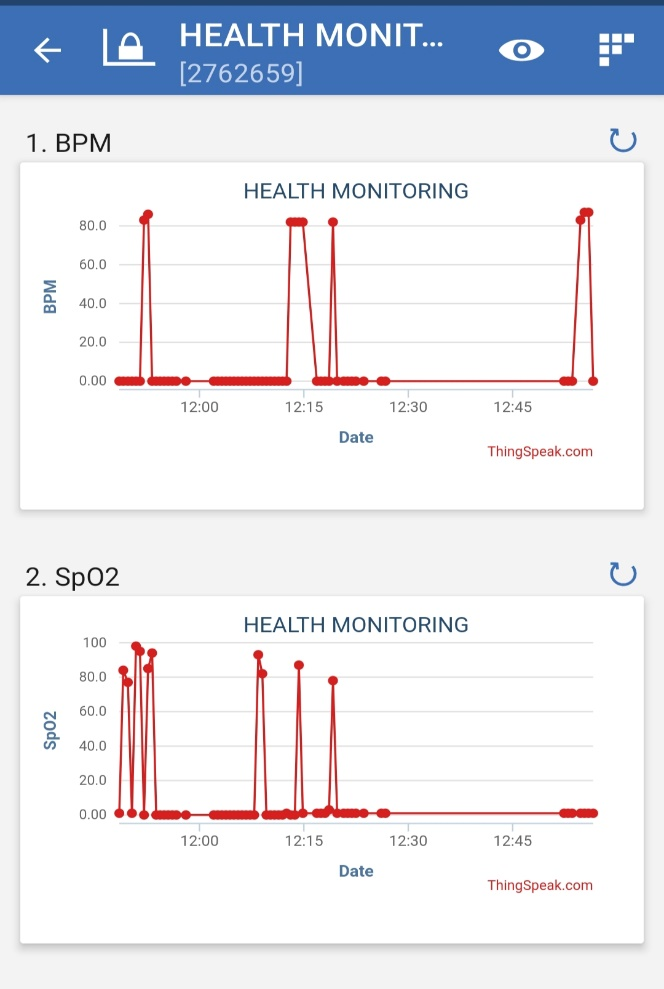 HEALTH MONIT...
[2762659]
1. BPM
HEALTH MONITORING
80.0
60.0
40.0
20.0
0.00
BPM
12:00 12:15 12:30 12:45
Date
ThingSpeak.com
2. SpO2
HEALTH MONITORING
100
80.0
60.0
40.0
20.0
0.00
SpO2
12:00 12:15 12:30 12:45
Date
ThingSpeak.com